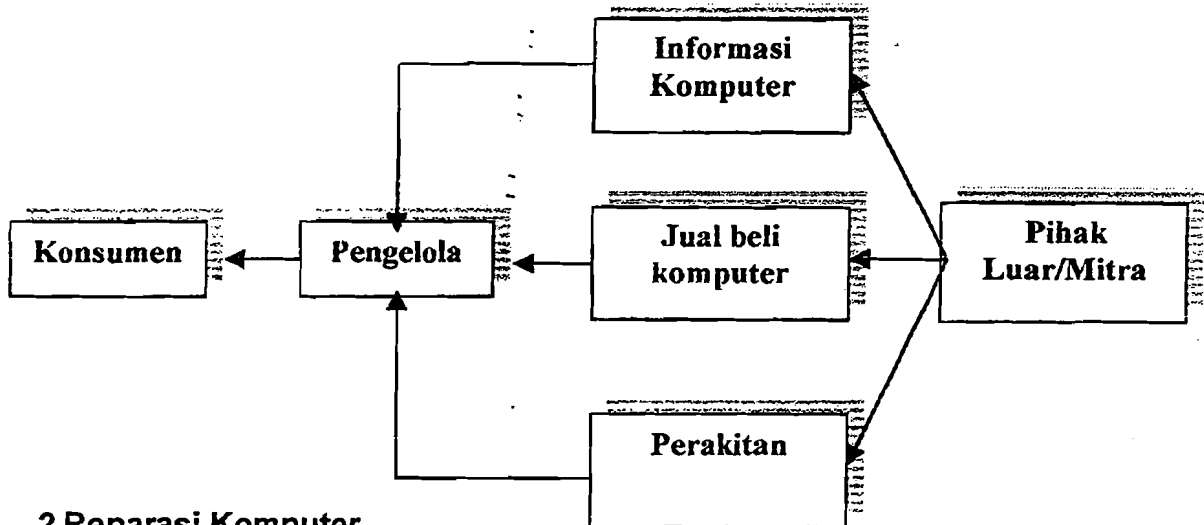 Informasi
Komputer
Konsumen
Pengelola
Jual beli
komputer
Pihak
Luar/Mitra
Perakitan
2.Reparasi Komputer